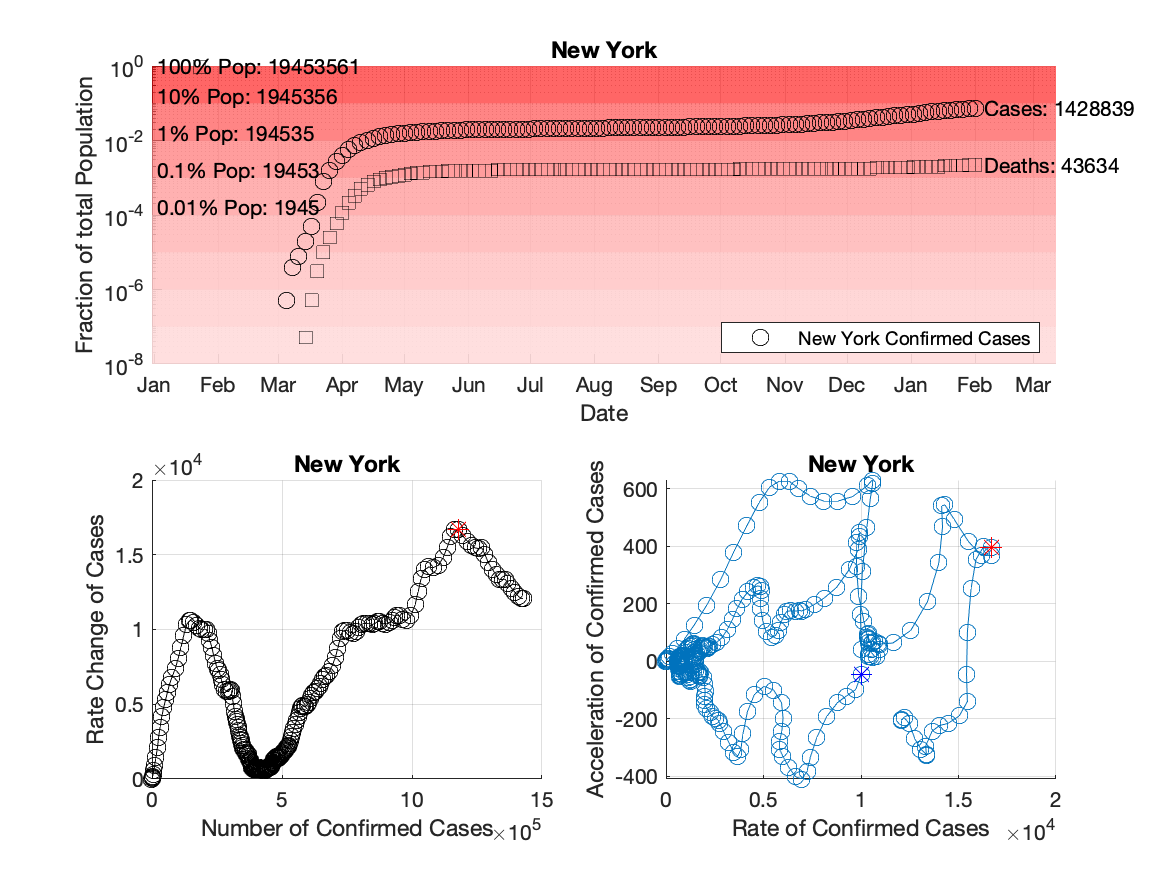 New York
10^0
10^-2
10^-4
10^-6
10^-8
Fraction of total Population
100% Pop: 19453561
10% Pop: 1945356
1% Pop: 194535
0.1% Pop: 19453
0.01% Pop: 1945
Cases: 1428839
Deaths: 43634
New York Confirmed Cases
Jan Feb Mar Apr May Jun Jul Aug Sep Oct Nov Dec Jan Feb Mar
Date
New York
×10^4
2
1.5
1
0.5
0
Rate Change of Cases
0 5 10 15
Number of Confirmed Cases
×10^5
New York
600
400
200
0
-200
-400
Acceleration of Confirmed Cases
0 0.5 1 1.5 2
Rate of Confirmed Cases
×10^4